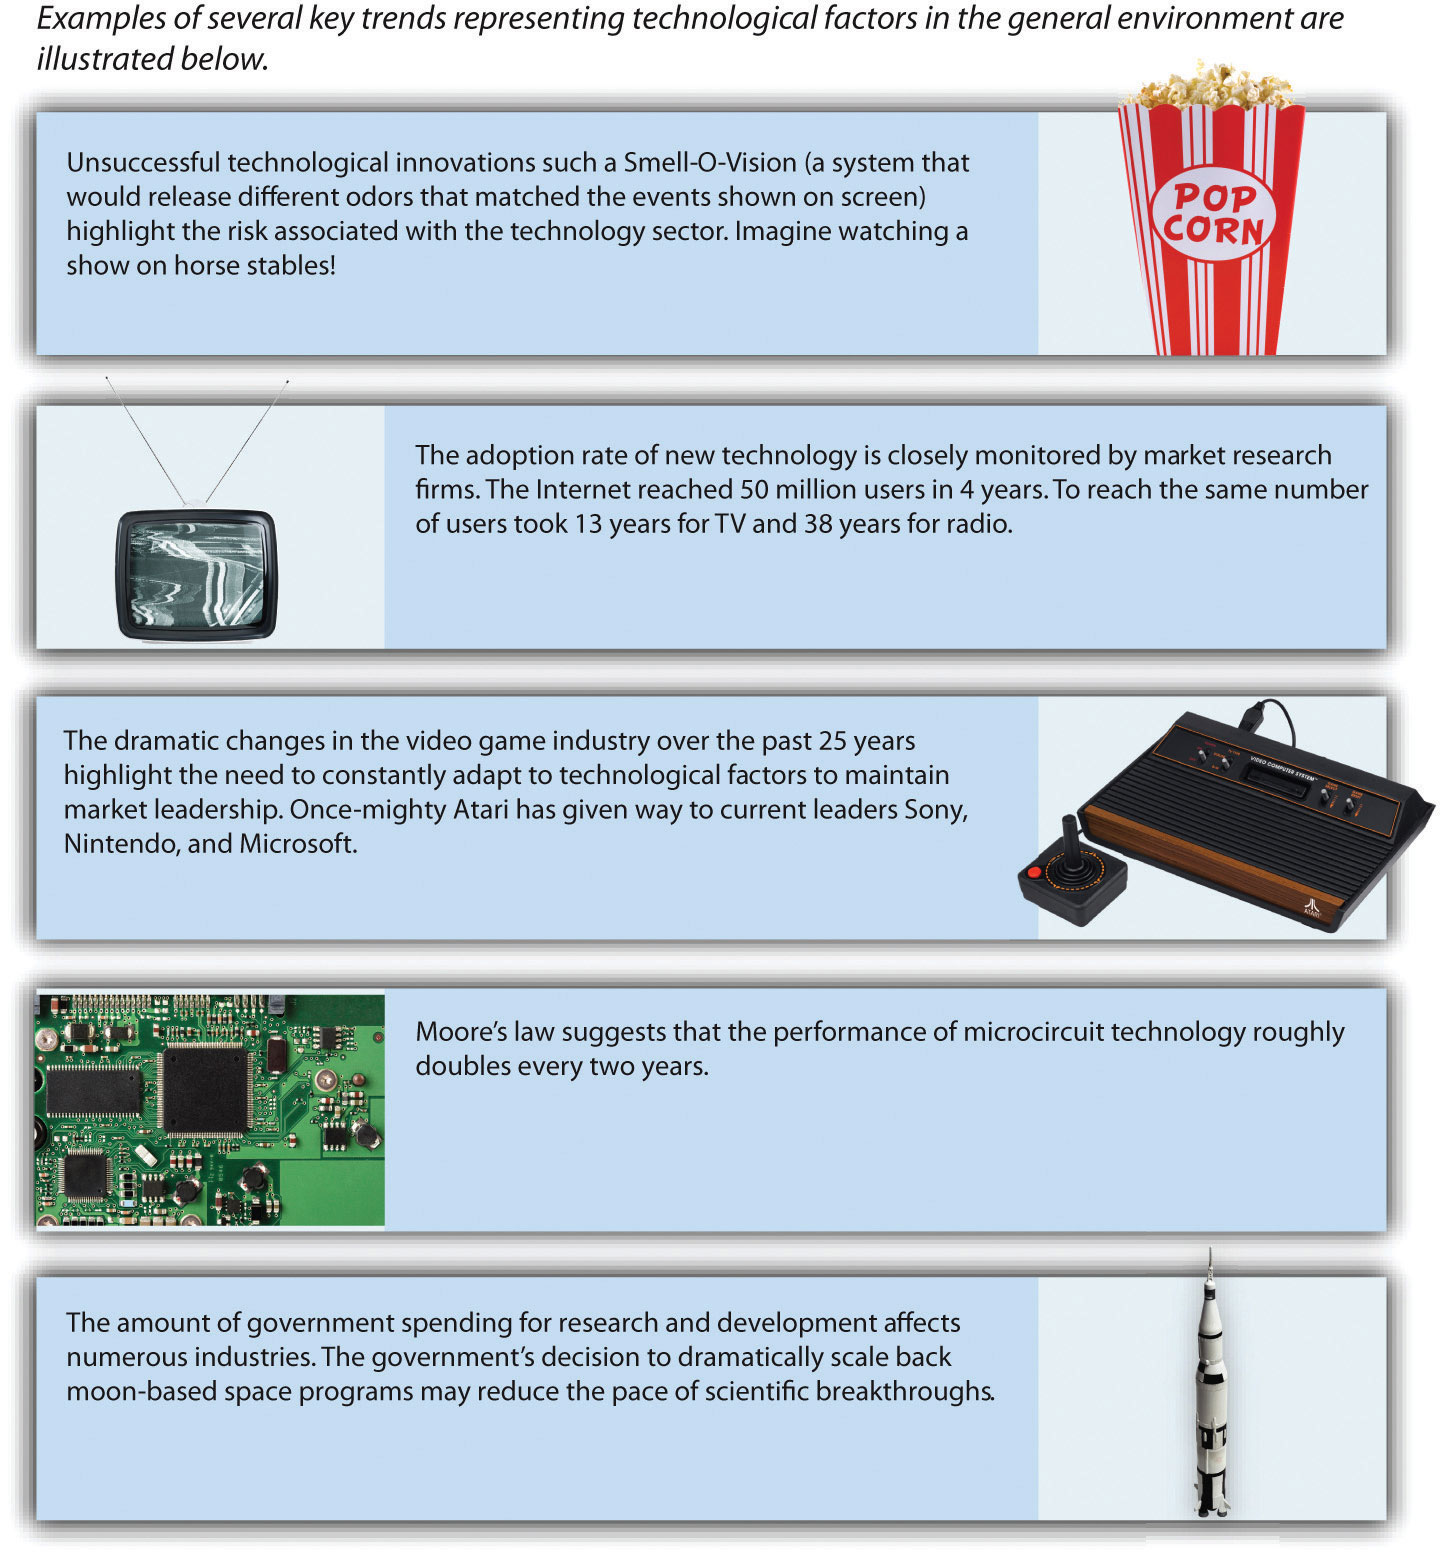 Examples of several key trends representing technological factors in the general environment are
illustrated below.
Unsuccessful technological innovations such a Smell-O-Vision (a system that
would release different odors that matched the events shown on screen)
highlight the risk associated with the technology sector. Imagine watching a
show on horse stables!
POP
CORN
The adoption rate of new technology is closely monitored by market research
firms. The Internet reached 50 million users in 4 years. To reach the same number
of users took 13 years for TV and 38 years for radio.
The dramatic changes in the video game industry over the past 25 years
highlight the need to constantly adapt to technological factors to maintain
market leadership. Once-mighty Atari has given way to current leaders Sony,
Nintendo, and Microsoft.
VIDEO COMPUTER SYSTEM™
ATARI
Moore’s law suggests that the performance of microcircuit technology roughly
doubles every two years.
The amount of government spending for research and development affects
numerous industries. The government’s decision to dramatically scale back
moon-based space programs may reduce the pace of scientific breakthroughs.